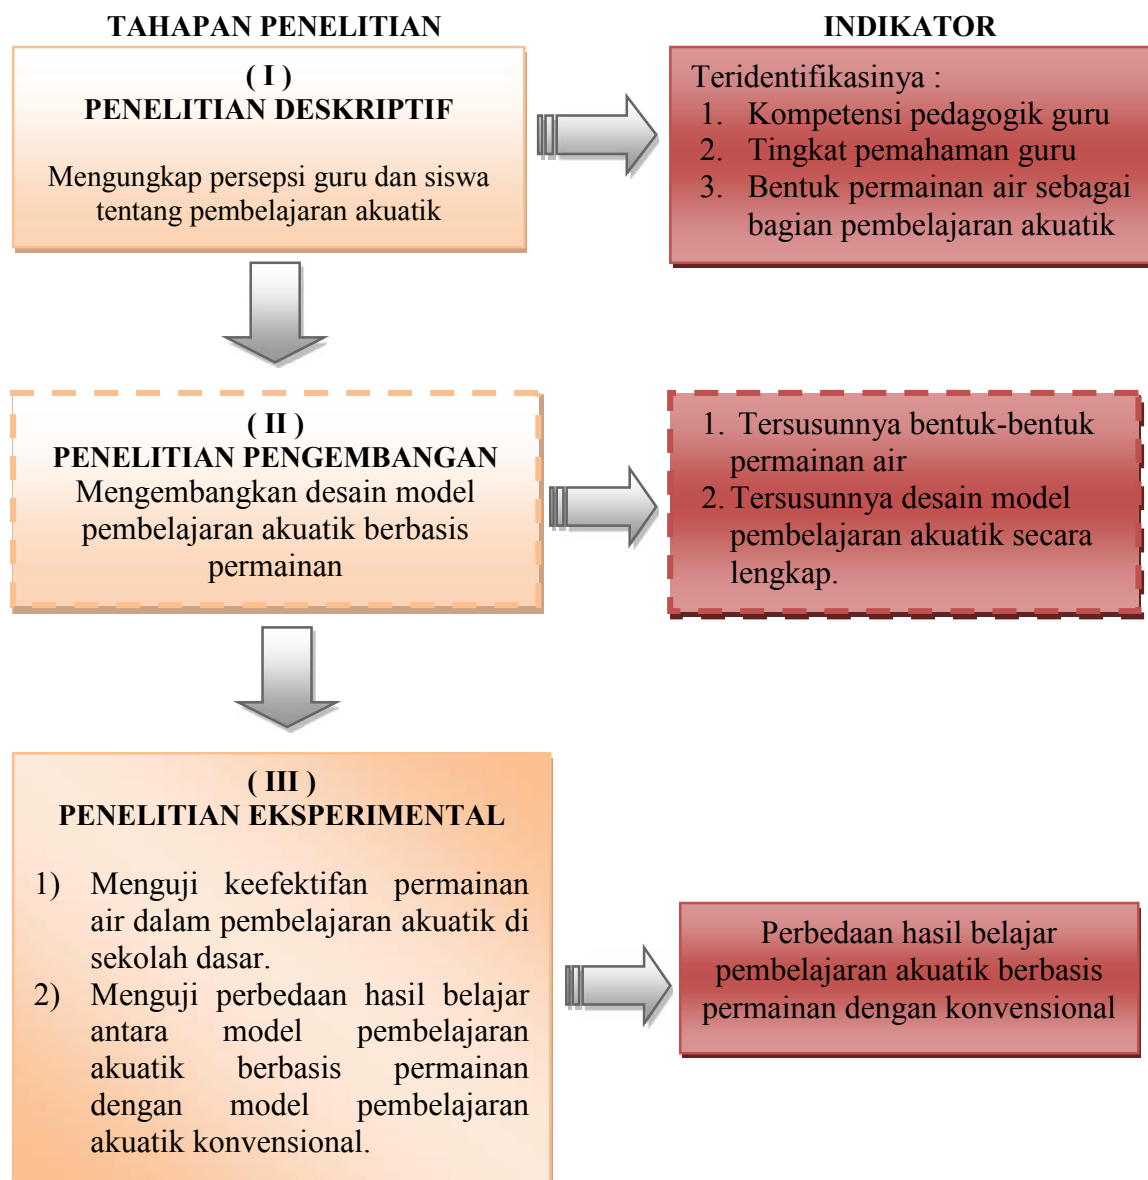 TAHAPAN PENELITIAN
INDIKATOR
( I )
PENELITIAN DESKRIPTIF
Mengungkap persepsi guru dan siswa
tentang pembelajaran akuatik
Teridentifikasinya :
1. Kompetensi pedagogik guru
2. Tingkat pemahaman guru
3. Bentuk permainan air sebagai
bagian pembelajaran akuatik
( II )
PENELITIAN PENGEMBANGAN
Mengembangkan desain model
pembelajaran akuatik berbasis
permainan
1. Tersusunnya bentuk-bentuk
permainan air
2. Tersusunnya desain model
pembelajaran akuatik secara
lengkap.
( III )
PENELITIAN EKSPERIMENTAL
1) Menguji keefektifan permainan
air dalam pembelajaran akuatik di
sekolah dasar.
2) Menguji perbedaan hasil belajar
antara model pembelajaran
akuatik berbasis permainan
dengan model pembelajaran
akuatik konvensional.
Perbedaan hasil belajar
pembelajaran akuatik berbasis
permainan dengan konvensional